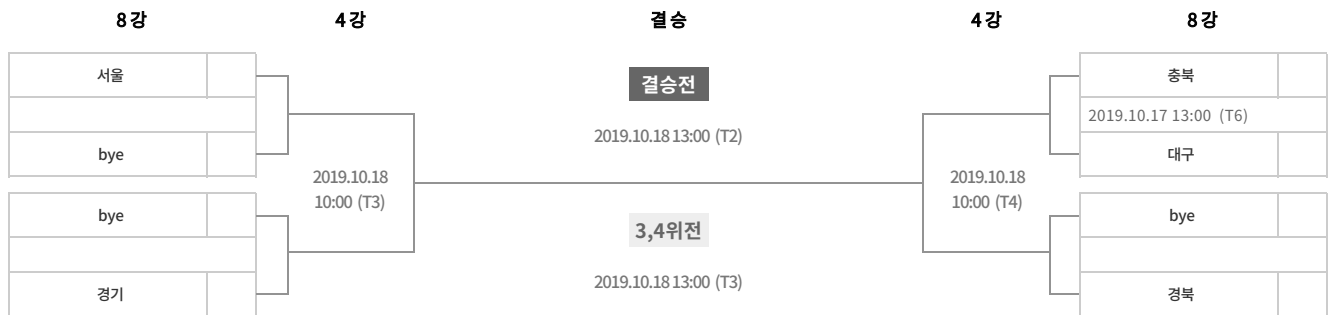 8강 4강 결승 4강 8강
서울
bye
bye
경기
2019.10.18
10:00 (T3)
결승전
2019.10.18 13:00 (T2)
3,4위전
2019.10.18 13:00 (T3)
2019.10.18
10:00 (T4)
충북
2019.10.17 13:00 (T6)
대구
bye
경북